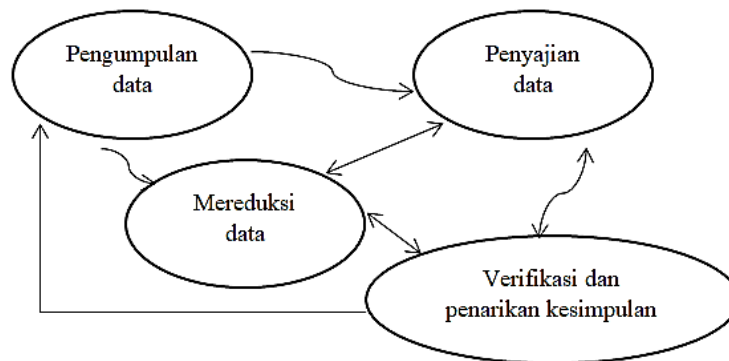 Pengumpulan
data
Penyajian
data
Mereduksi
data
Verifikasi dan
penarikan kesimpulan